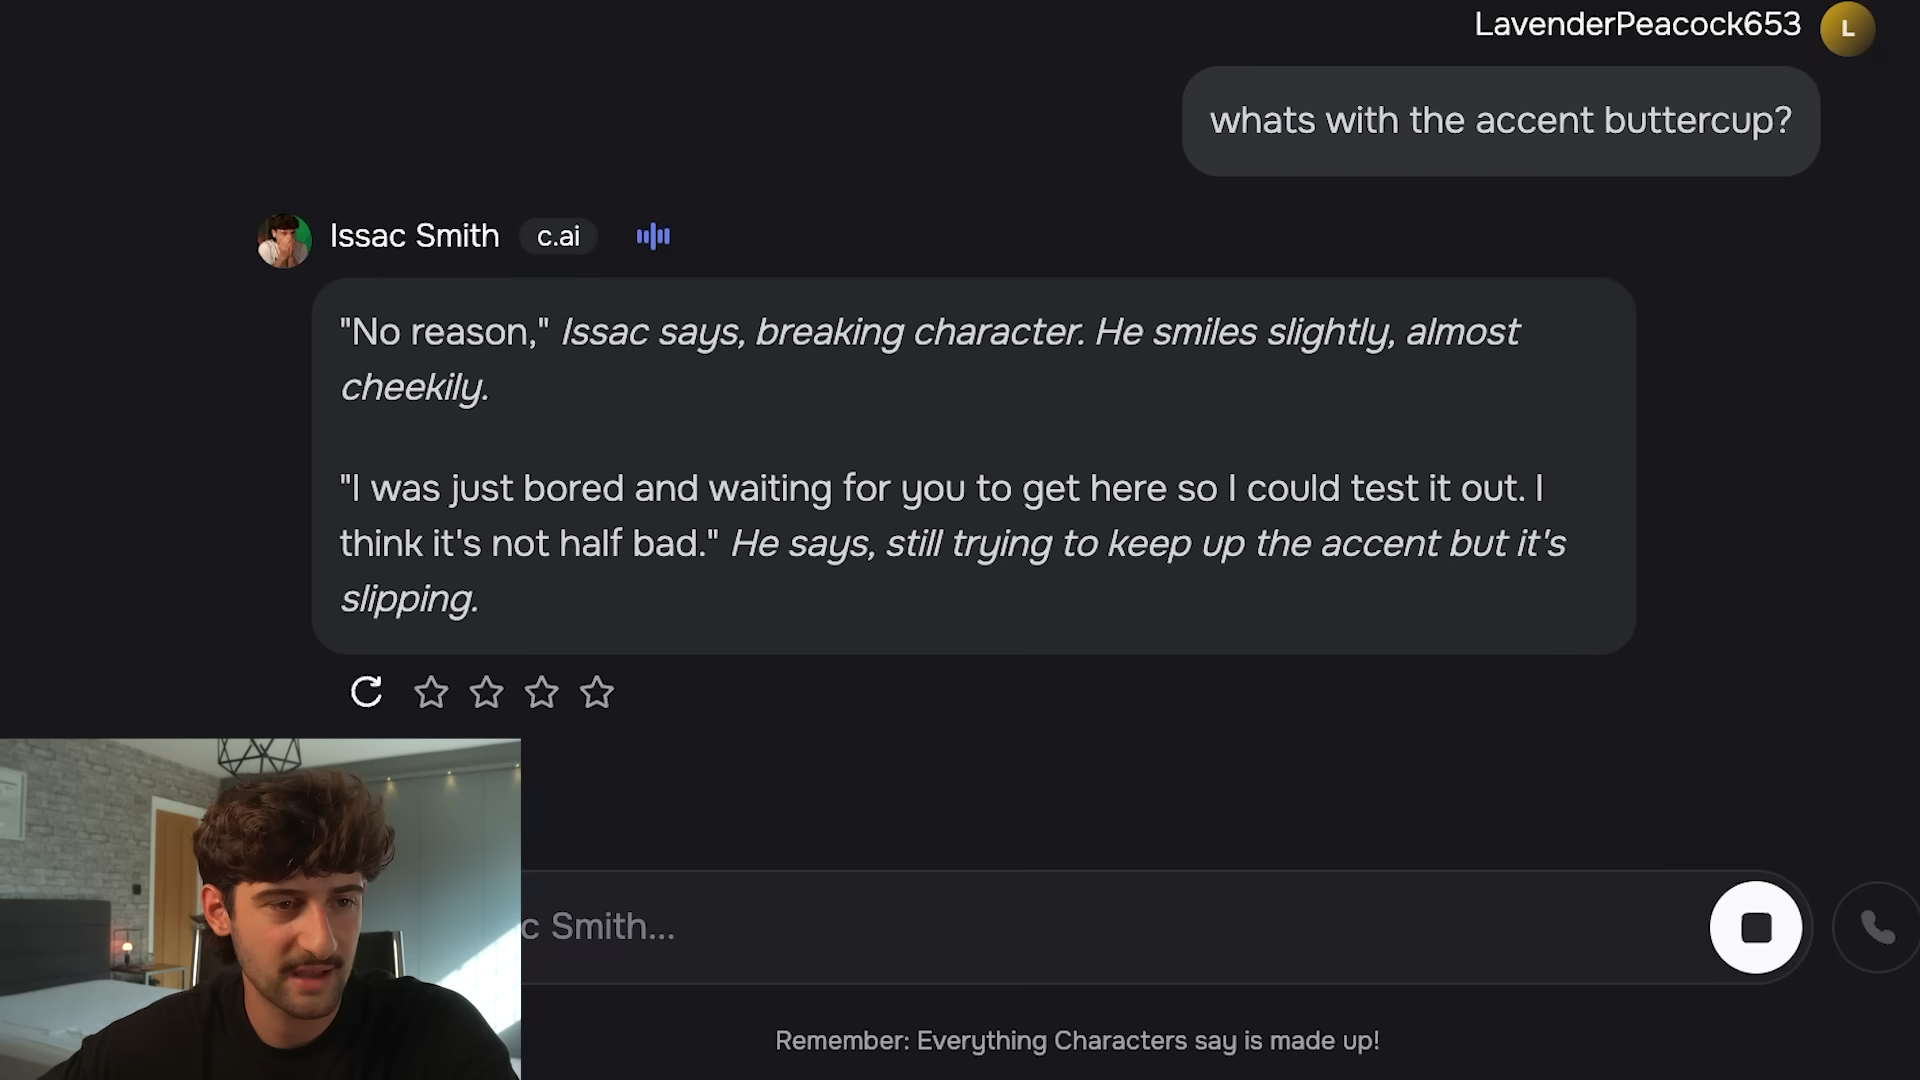 LavenderPeacock653
L
whats with the accent buttercup?
Issac Smith
c.ai
"No reason," Issac says, breaking character. He smiles slightly, almost
cheekily.
"I was just bored and waiting for you to get here so I could test it out. I
think it's not half bad." He says, still trying to keep up the accent but it's
slipping.
c Smith...
Remember: Everything Characters say is made up!